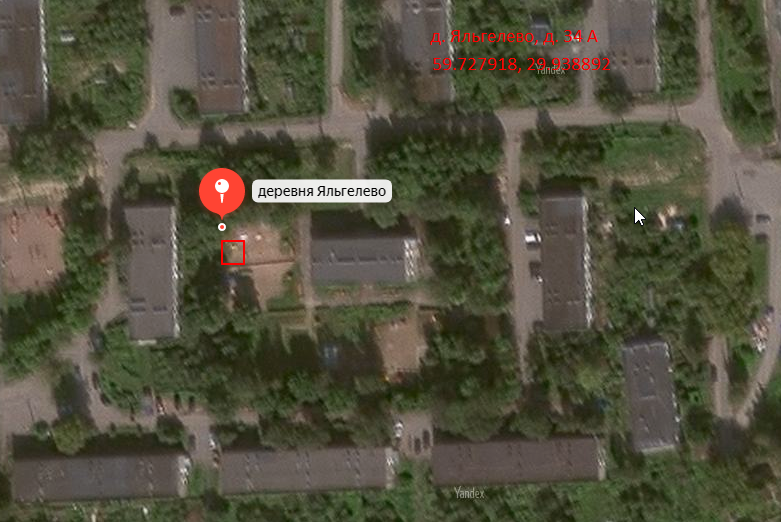 д. Яльгелево, д. 34 А
59.727918, 29.938892
Yandex
деревня Яльгелево
Yandex